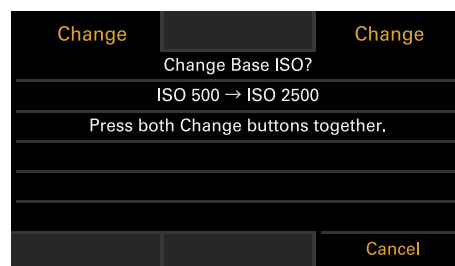 Change Change
Change Base ISO?
ISO 500 → ISO 2500
Press both Change buttons together.
Cancel